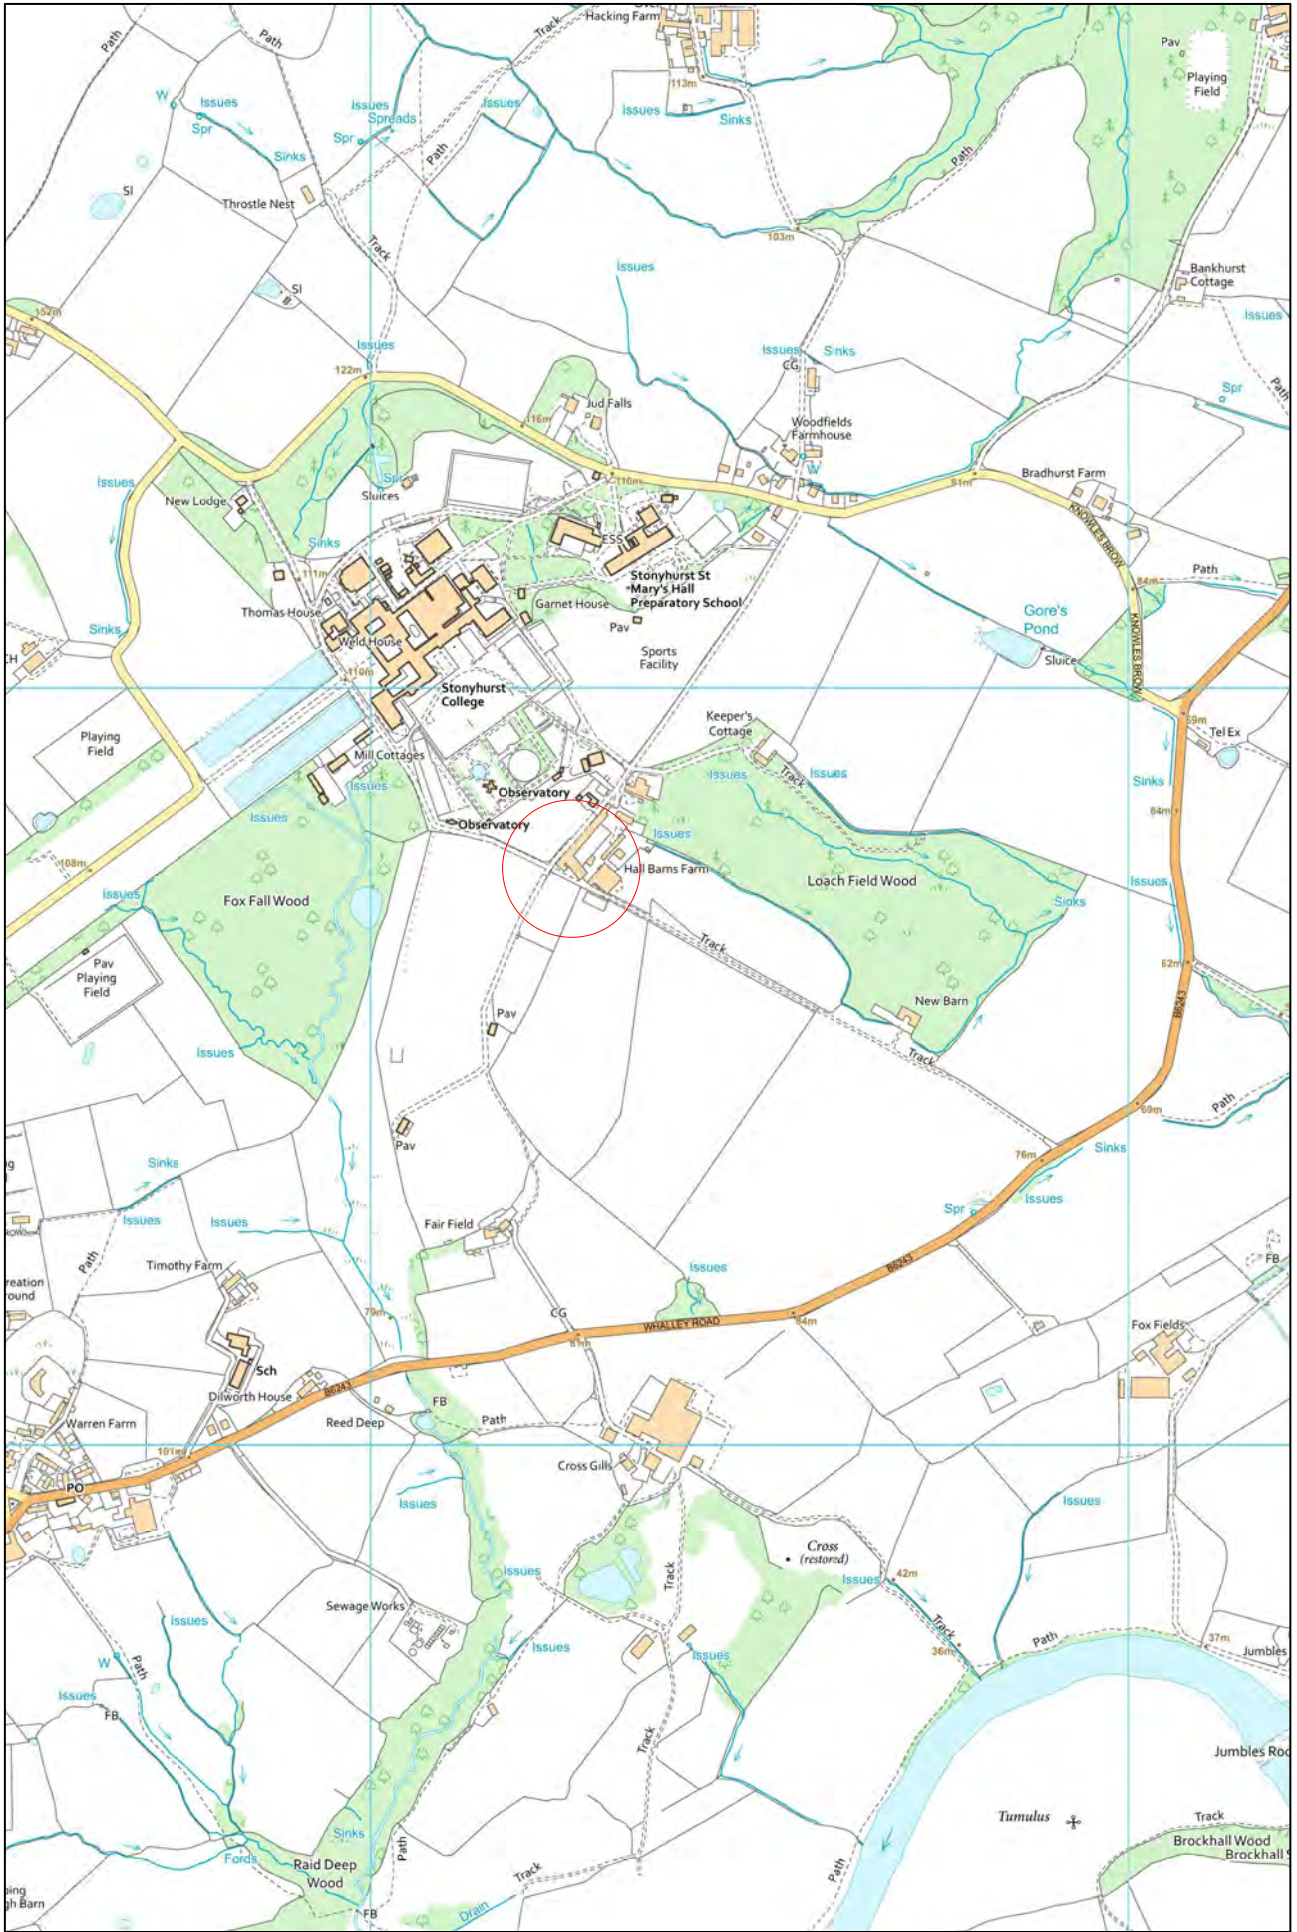 Hacking Farm
Track
Path
Path
Pav
Playing
Field
113m
W
Issues
Spr
Sinks
Issues
Spreads
Spr
Issues
Path
Issues
Sinks
Path
Sl
Throstle Nest
Track
103m
Issues
Sl
Bankhurst
Cottage
Issues
152m
Issues
122m
Issues
Sinks
CG
Spr
Path
Jud Falls
116m
Woodfields
Farmhouse
W
Issues
New Lodge
Spr
Sluices
110m
91m
Bradhurst Farm
KNOWLES BROW
Sinks
ESS
111m
Stonyhurst St
Mary's Hall
Preparatory School
84m
Path
Thomas House
Garnet House
Gore's
Pond
Sinks
Weld House
Pav
KNOWLES BROW
CH
Sports
Facility
Sluice
110m
Stonyhurst
College
Keeper's
Cottage
69m
Tel Ex
Playing
Field
Mill Cottages
Issues
Issues
Track
Issues
Sinks
Observatory
Issues
Observatory
Issues
64m
108m
Hall Barns Farm
Loach Field Wood
Issues
Issues
Fox Fall Wood
Sinks
Track
Pav
Playing
Field
62m
New Barn
B6243
Pav
Issues
Track
69m
Path
Pav
76m
Sinks
Sinks
Issues
Issues
Spr
Issues
Fair Field
Path
Timothy Farm
Issues
B6243
FB
79m
CG
WHALLEY ROAD
84m
81m
Fox Fields
Sch
Dilworth House
B6243
FB
Warren Farm
Reed Deep
Path
101m
Cross Gills
PO
Issues
Issues
Cross
(restored)
Issues
Issues
42m
Track
Sewage Works
Issues
Issues
Track
Path
37m
W
Path
Issues
36m
Jumbles
Issues
FB
Track
Jumbles Roc
Tumulus
Track
Sinks
Path
Brockhall Wood
Brockhall
Fords
Raid Deep
Wood
Track
Path
gh Barn
FB
Drain